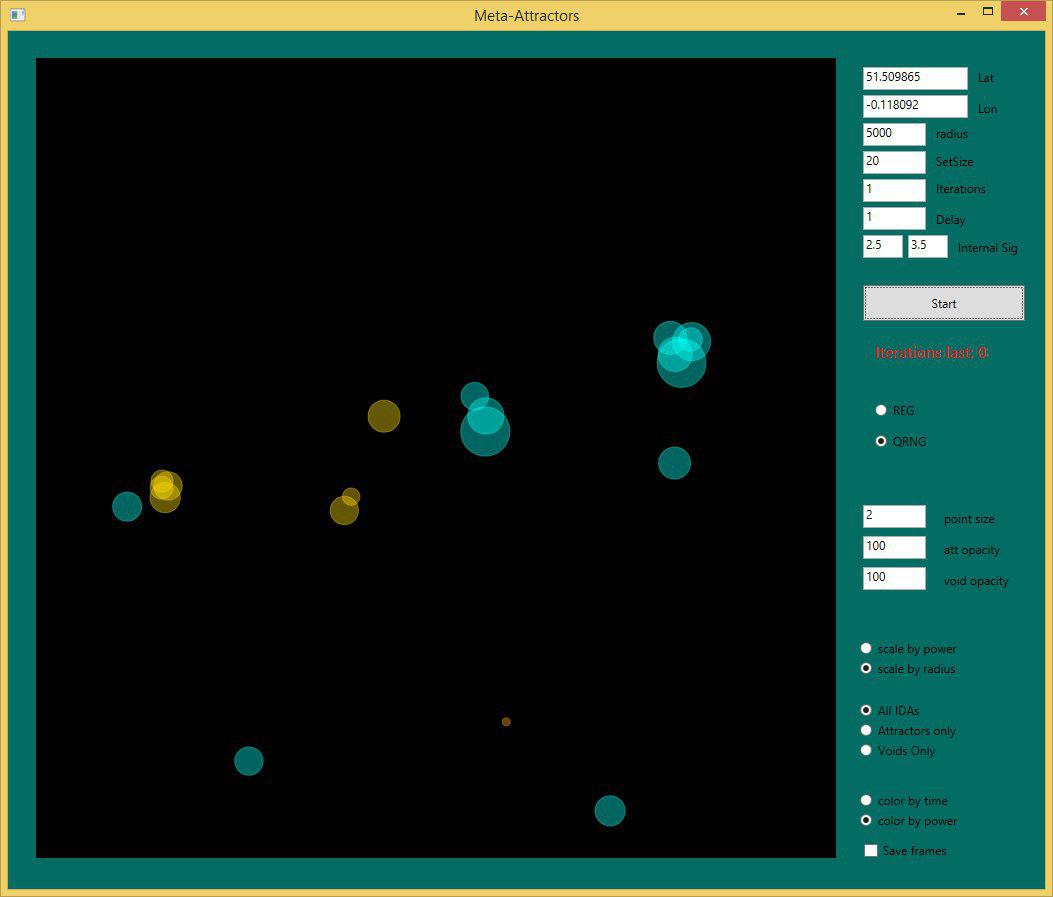 Meta-Attractors
51.509865 Lat
-0.118092 Lon
5000 radius
20 SetSize
1 Iterations
1 Delay
2.5 3.5 Internal Sig
Start
Iterations last: 0
REG
QRNG
2 point size
100 att opacity
100 void opacity
scale by power
scale by radius
All IDAs
Attractors only
Voids Only
color by time
color by power
Save frames